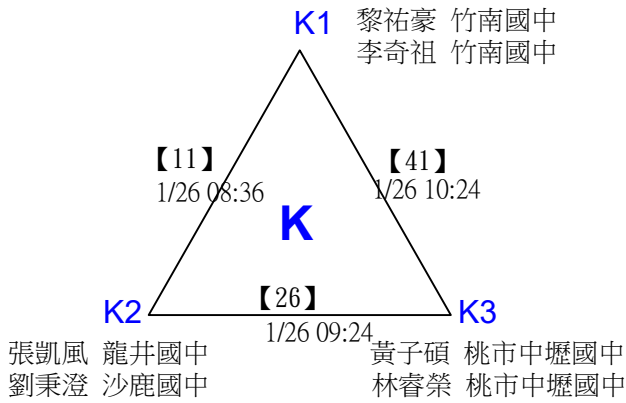 K1
黎祐豪 竹南國中
李奇祖 竹南國中
【11】
1/26 08:36
【41】
1/26 10:24
K
K2
【26】
1/26 09:24
K3
張凱風 龍井國中
劉秉澄 沙鹿國中
黃子碩 桃市中壢國中
林睿榮 桃市中壢國中